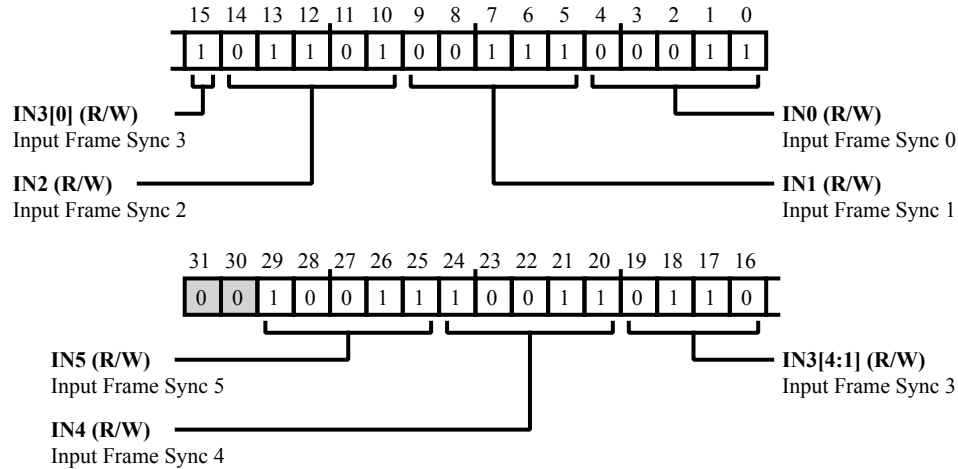 15 14 13 12 11 10 9 8 7 6 5 4 3 2 1 0
1 0 1 1 0 1 0 0 1 1 1 0 0 0 1 1
IN3[0] (R/W)
Input Frame Sync 3
IN0 (R/W)
Input Frame Sync 0
IN2 (R/W)
Input Frame Sync 2
IN1 (R/W)
Input Frame Sync 1
31 30 29 28 27 26 25 24 23 22 21 20 19 18 17 16
0 0 1 0 0 1 1 1 0 0 1 1 0 1 1 0
IN5 (R/W)
Input Frame Sync 5
IN3[4:1] (R/W)
Input Frame Sync 3
IN4 (R/W)
Input Frame Sync 4